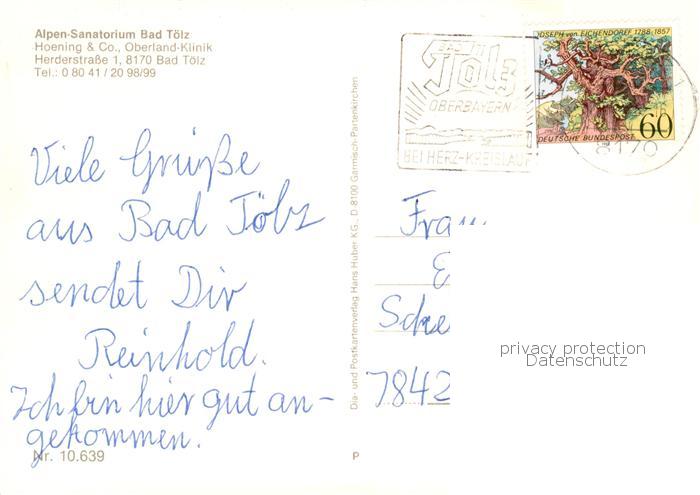 Alpen-Sanatorium Bad Tölz
Hoening & Co., Oberland-Klinik
Herderstraße 1, 8170 Bad Tölz
Tel.: 0 80 41 / 20 98/99
BAD
Tölz
OBERBAYERN
BEI HERZ-KREISLAUF
JOSEPH von EICHENDORFF 1788-1857
DEUTSCHE BUNDESPOST 60
8170
Viele Grüße
aus Bad Tölz
sendet Dir
Reinhold.
Ich bin hier gut an-
gekommen.
Nr. 10.639
Dia- und Postkartenverlag Hans Huber KG., D 8100 Garmisch-Partenkirchen
P
Frau
E
Sche
7842
privacy protection
Datenschutz